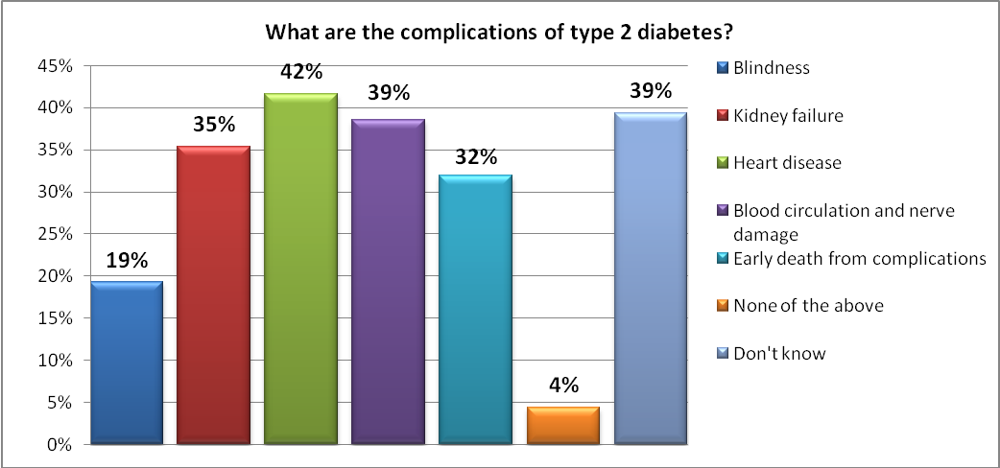 What are the complications of type 2 diabetes?
45%
40%
35%
30%
25%
20%
15%
10%
5%
0%
19%
35%
42%
39%
32%
4%
39%
Blindness
Kidney failure
Heart disease
Blood circulation and nerve
damage
Early death from complications
None of the above
Don't know